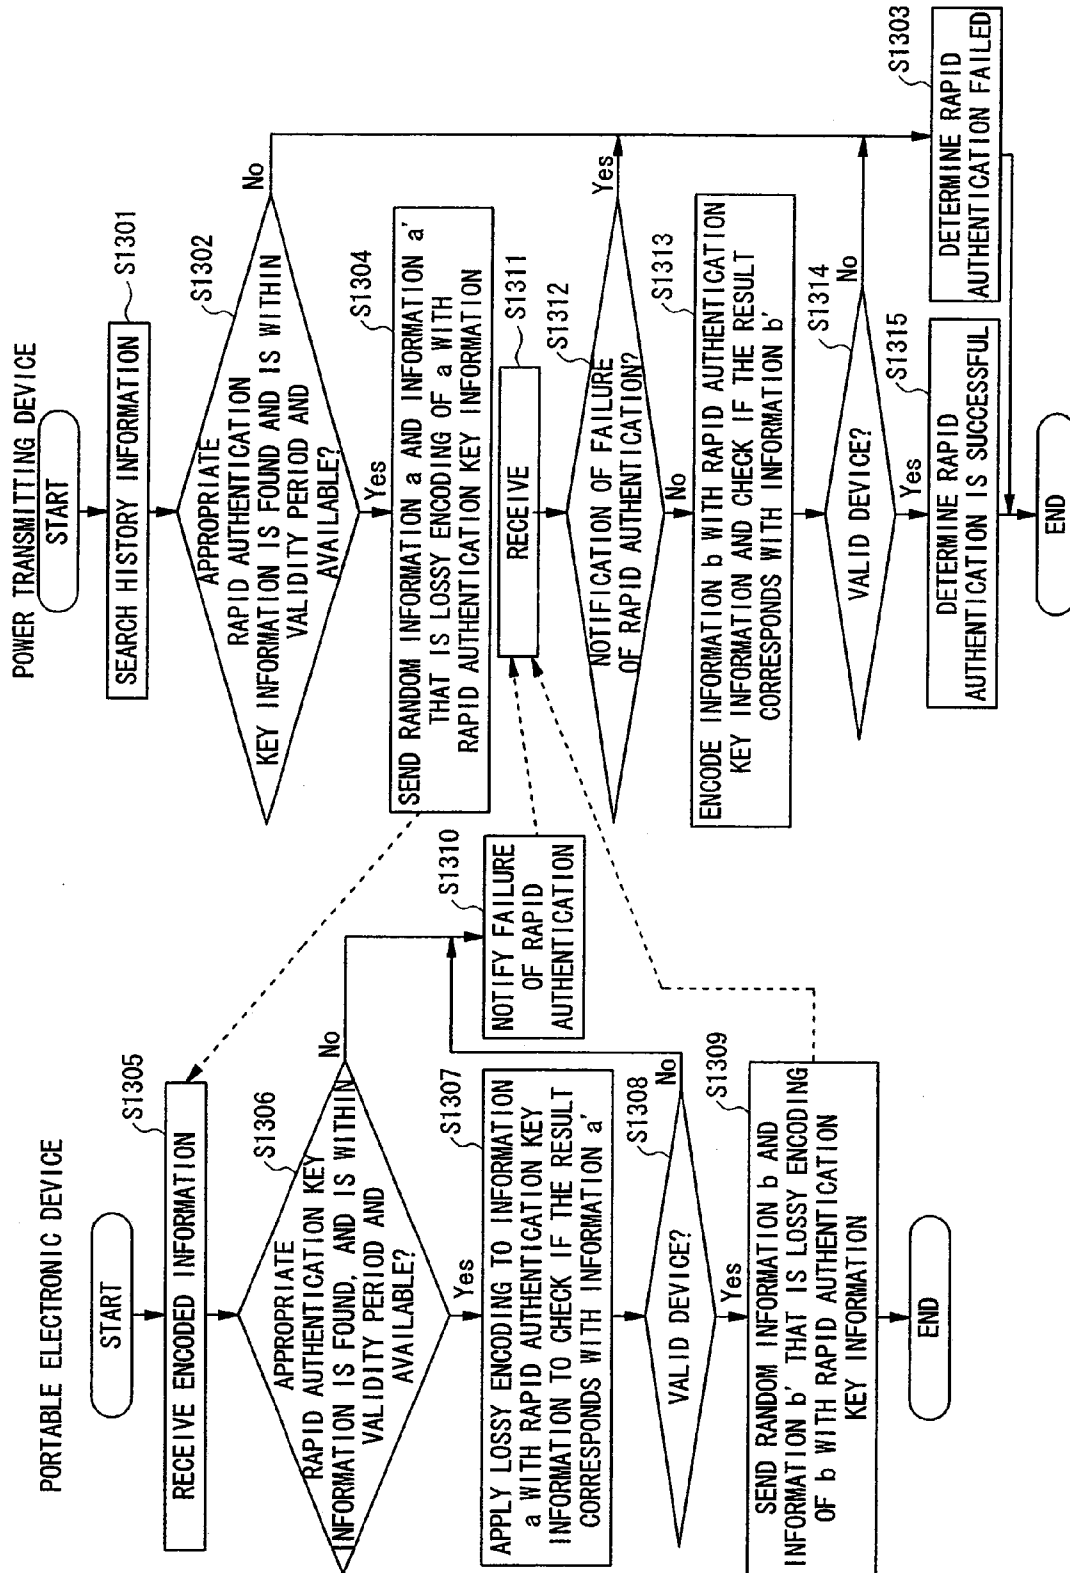 POWER TRANSMITTING DEVICE
START
SEARCH HISTORY INFORMATION
S1301
APPROPRIATE
RAPID AUTHENTICATION
KEY INFORMATION IS FOUND AND IS WITHIN
VALIDITY PERIOD AND
AVAILABLE?
S1302
No
Yes
SEND RANDOM INFORMATION a AND INFORMATION a'
THAT IS LOSSY ENCODING OF a WITH
RAPID AUTHENTICATION KEY INFORMATION
S1304
RECEIVE
S1311
NOTIFICATION OF FAILURE
OF RAPID AUTHENTICATION?
S1312
Yes
No
ENCODE INFORMATION b WITH RAPID AUTHENTICATION
KEY INFORMATION AND CHECK IF THE RESULT
CORRESPONDS WITH INFORMATION b'
S1313
VALID DEVICE?
S1314
No
Yes
DETERMINE RAPID
AUTHENTICATION IS SUCCESSFUL
S1315
DETERMINE RAPID
AUTHENTICATION FAILED
S1303
END
PORTABLE ELECTRONIC DEVICE
START
RECEIVE ENCODED INFORMATION
S1305
APPROPRIATE
RAPID AUTHENTICATION KEY
INFORMATION IS FOUND, AND IS WITHIN
VALIDITY PERIOD AND
AVAILABLE?
S1306
No
Yes
NOTIFY FAILURE
OF RAPID
AUTHENTICATION
S1310
APPLY LOSSY ENCODING TO INFORMATION
a WITH RAPID AUTHENTICATION KEY
INFORMATION TO CHECK IF THE RESULT
CORRESPONDS WITH INFORMATION a'
S1307
VALID DEVICE?
S1308
No
Yes
SEND RANDOM INFORMATION b AND
INFORMATION b' THAT IS LOSSY ENCODING
OF b WITH RAPID AUTHENTICATION
KEY INFORMATION
S1309
END